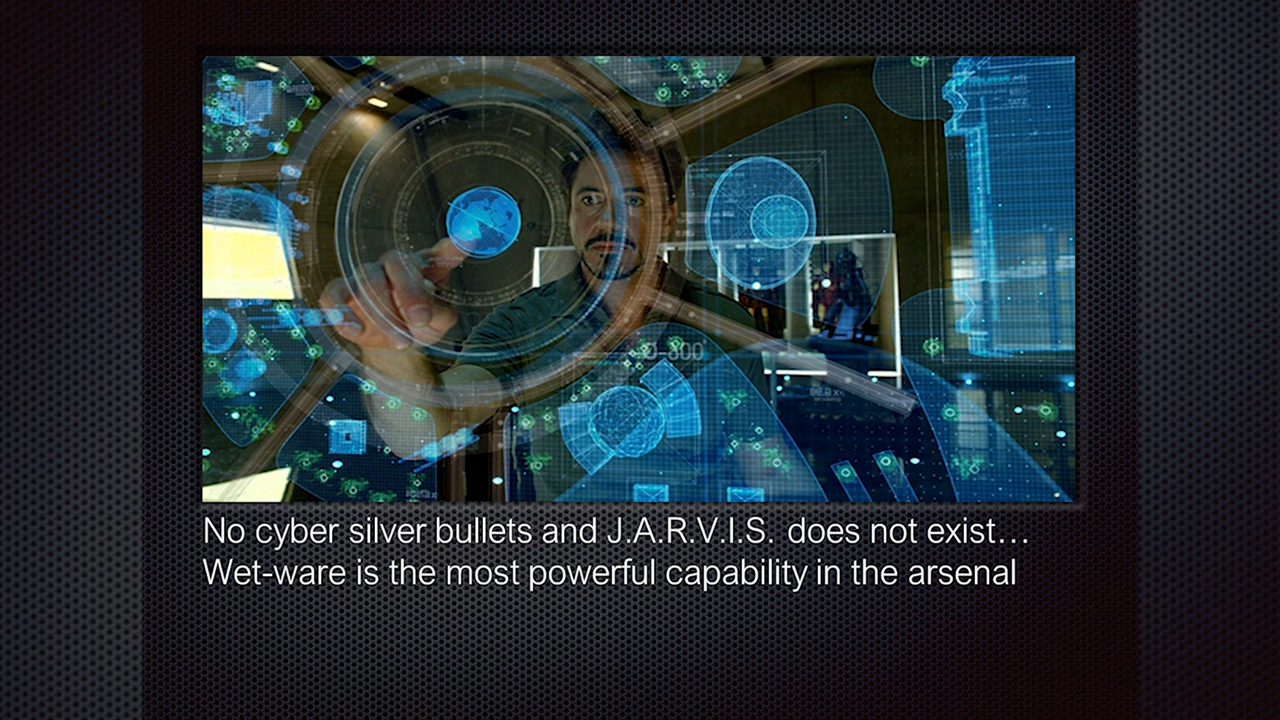 No cyber silver bullets and J.A.R.V.I.S. does not exist…
Wet-ware is the most powerful capability in the arsenal